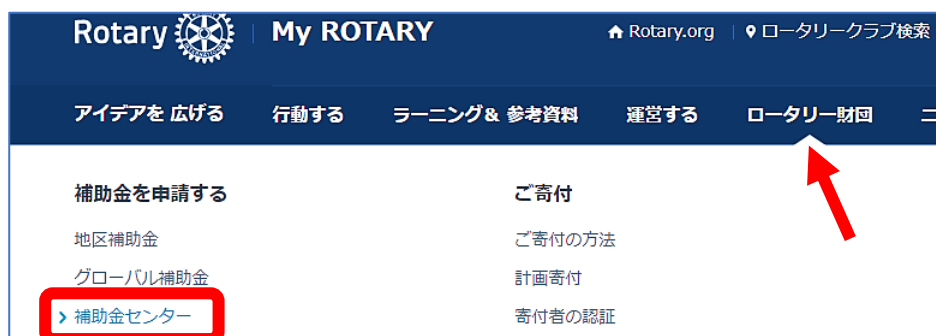 Rotary My ROTARY Rotary.org ロータリークラブ検索
アイデアを 広げる 行動する ラーニング& 参考資料 運営する ロータリー財団
補助金を申請する
地区補助金
グローバル補助金
補助金センター
ご寄付
ご寄付の方法
計画寄付
寄付者の認証